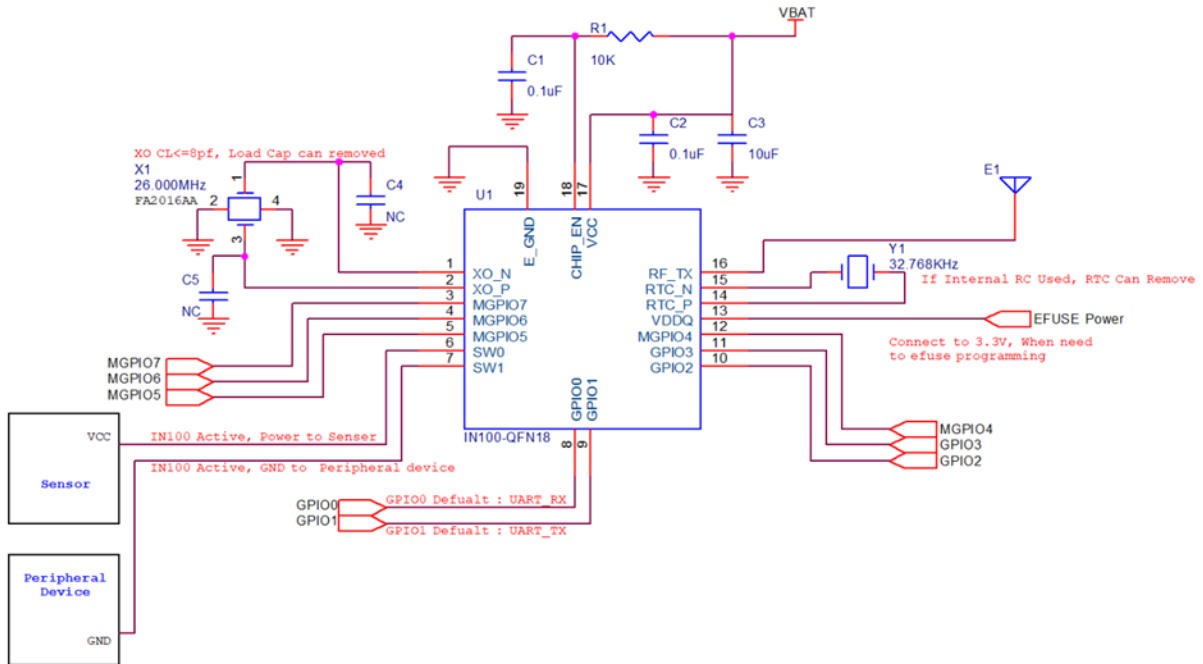 VBAT
R1
10K
C1
0.1uF
C2
0.1uF
C3
10uF
XO CL<=8pf, Load Cap can removed
X1
26.000MHz
FA2016AA
1
2
4
3
C4
NC
C5
NC
U1
19
18
17
E_GND
CHIP_EN
VCC
E1
Y1
32.768KHz
If Internal RC Used, RTC Can Remove
1 XO_N
2 XO_P
3 MGPIO7
4 MGPIO6
5 MGPIO5
6 SW0
7 SW1
RF_TX 16
RTC_N 15
RTC_P 14
VDDQ 13
MGPIO4 12
GPIO3 11
GPIO2 10
EFUSE Power
Connect to 3.3V, When need
to efuse programming
GPIO0
GPIO1
IN100-QFN18
8
9
MGPIO7
MGPIO6
MGPIO5
MGPIO4
GPIO3
GPIO2
VCC
Sensor
IN100 Active, Power to Senser
IN100 Active, GND to Peripheral device
GPIO0
GPIO0 Defualt : UART_RX
GPIO1
GPIO1 Defualt : UART_TX
Peripheral
Device
GND